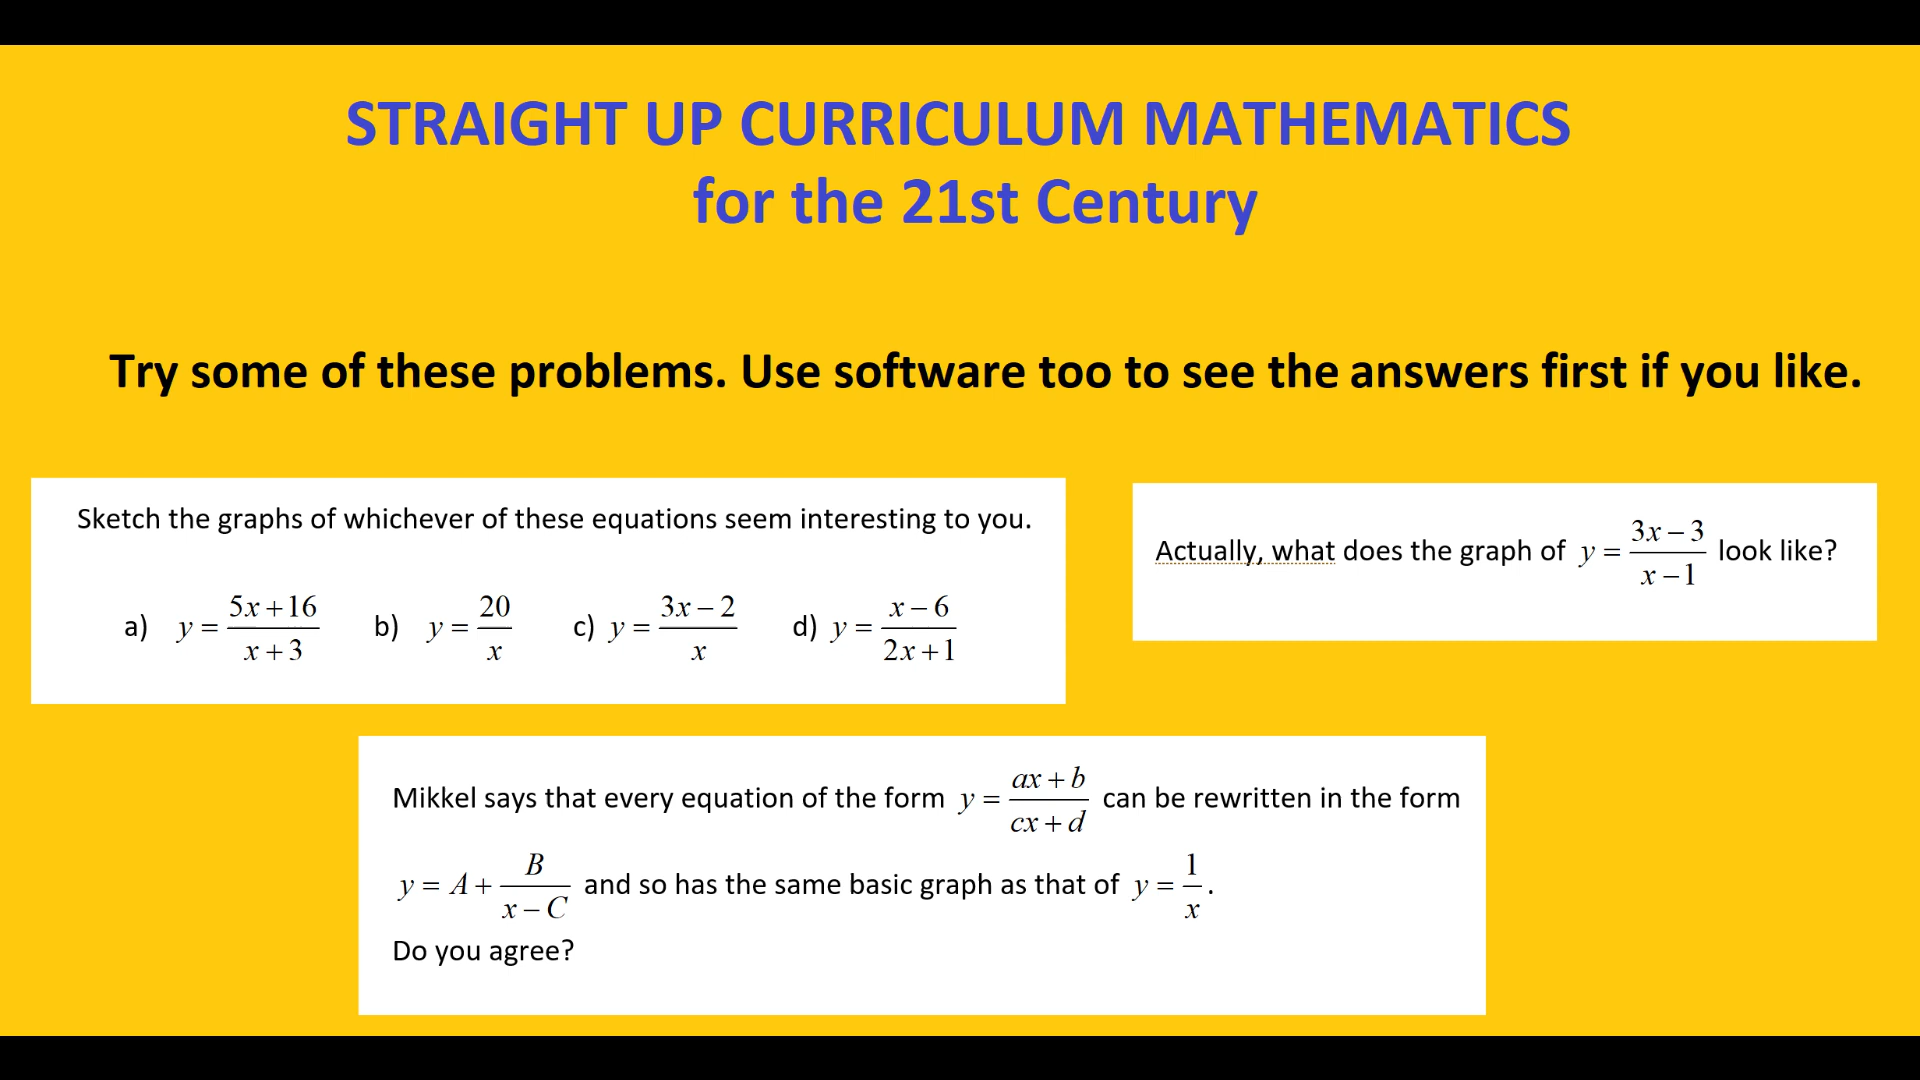 STRAIGHT UP CURRICULUM MATHEMATICS
for the 21st Century
Try some of these problems. Use software too to see the answers first if you like.
Sketch the graphs of whichever of these equations seem interesting to you.
a) y = (5x + 16)/(x + 3) b) y = 20/x c) y = (3x − 2)/x d) y = (x − 6)/(2x + 1)
Actually, what does the graph of y = (3x − 3)/(x − 1) look like?
Mikkel says that every equation of the form y = (ax + b)/(cx + d) can be rewritten in the form
y = A + B/(x − C) and so has the same basic graph as that of y = 1/x.
Do you agree?